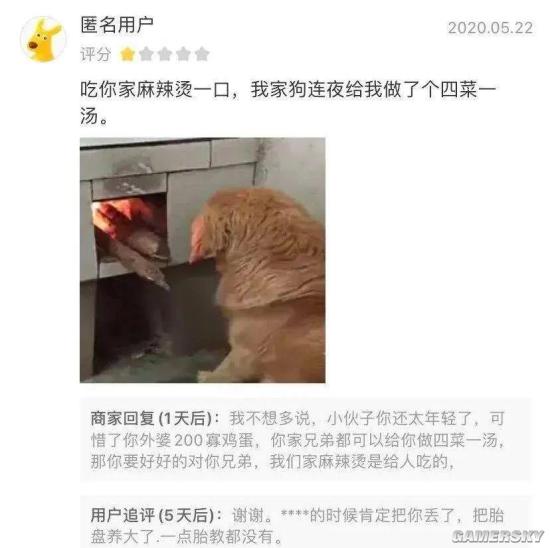 匿名用户
2020.05.22
评分
吃你家麻辣烫一口，我家狗连夜给我做了个四菜一
汤。
商家回复(1天后)：我不想多说，小伙子你还太年轻了，可
惜了你外婆200寡鸡蛋，你家兄弟都可以给你做四菜一汤，
那你要好好的对你兄弟，我们家麻辣烫是给人吃的，
用户追评(5天后)：谢谢。****的时候肯定把你丢了，把胎
盘养大了.一点胎教都没有。
GAMERSKY